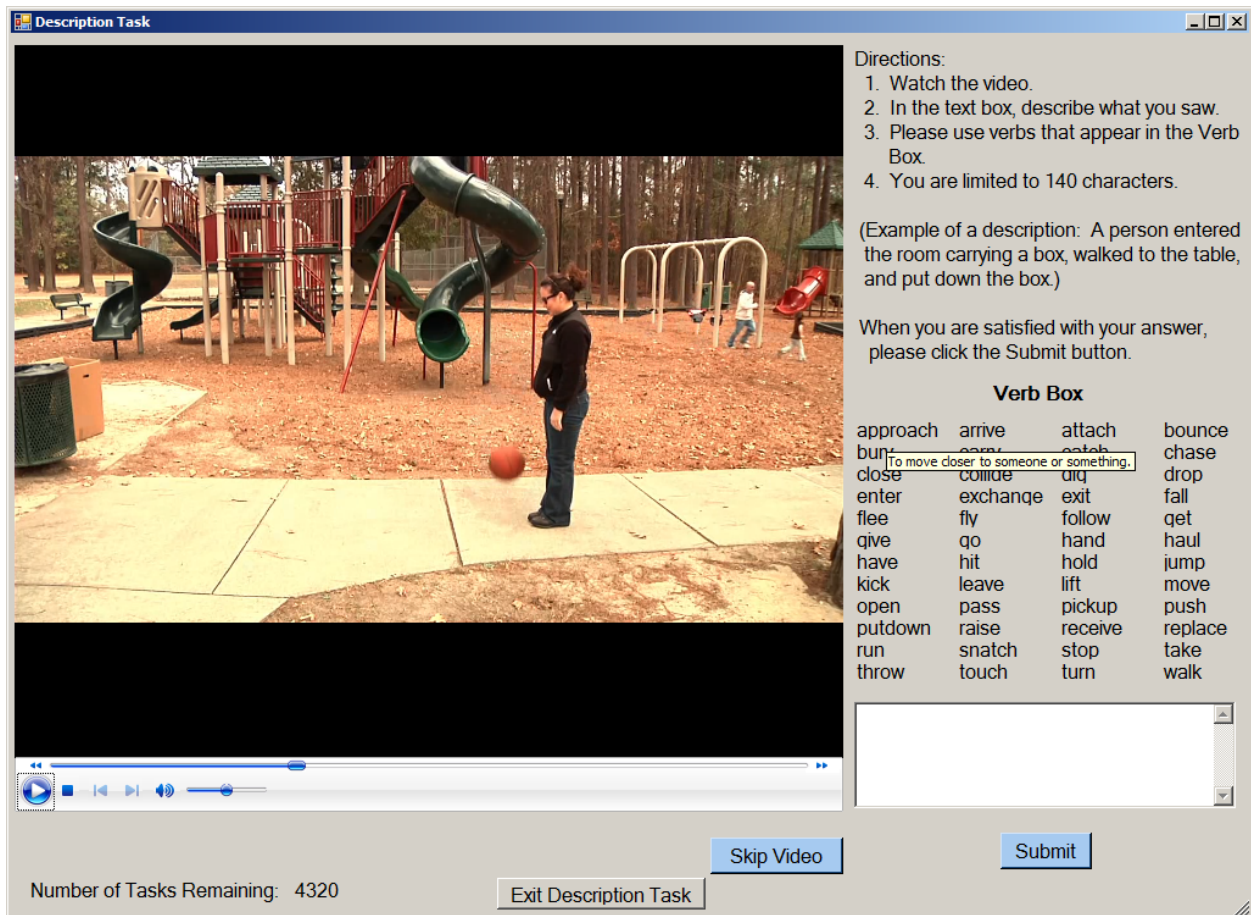 Description Task
Directions:
1. Watch the video.
2. In the text box, describe what you saw.
3. Please use verbs that appear in the Verb
Box.
4. You are limited to 140 characters.
(Example of a description: A person entered
the room carrying a box, walked to the table,
and put down the box.)
When you are satisfied with your answer,
please click the Submit button.
Verb Box
approach arrive attach bounce
chase
To move closer to someone or something.
close collide dig drop
enter exchange exit fall
flee fly follow get
give go hand haul
have hit hold jump
kick leave lift move
open pass pickup push
putdown raise receive replace
run snatch stop take
throw touch turn walk
Skip Video
Submit
Number of Tasks Remaining: 4320
Exit Description Task